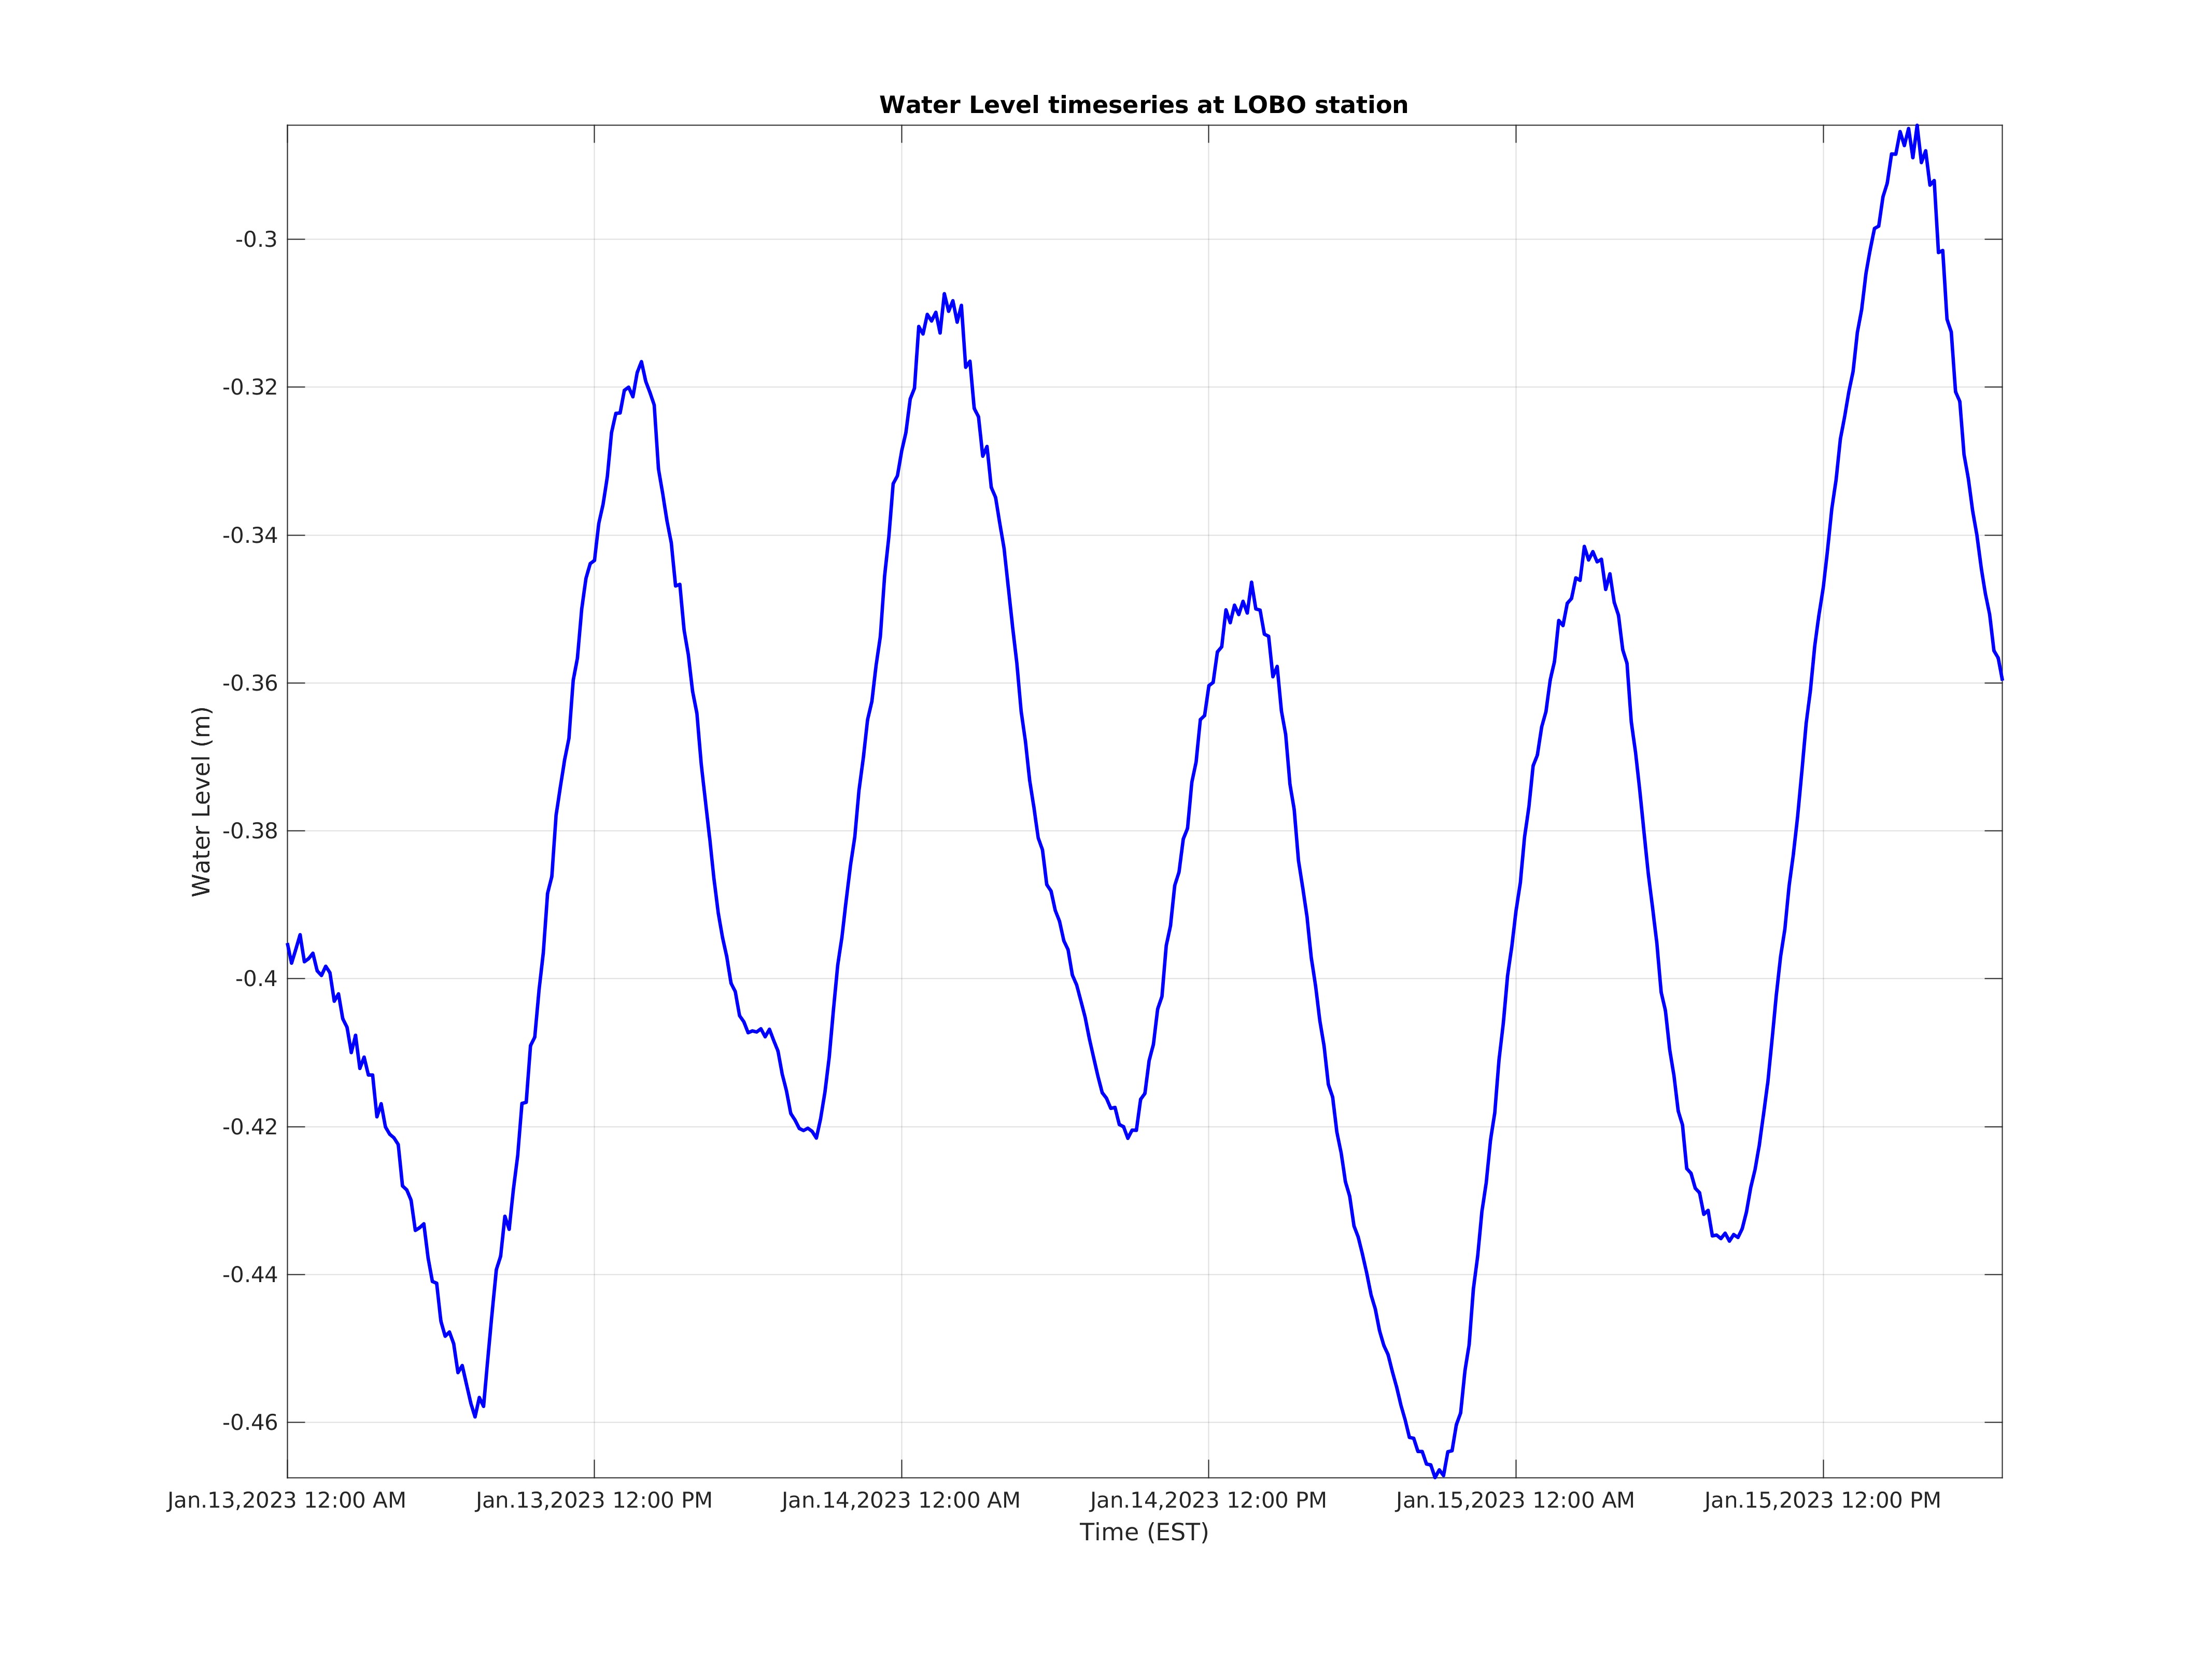 Water Level timeseries at LOBO station
-0.3
-0.32
-0.34
-0.36
-0.38
-0.4
-0.42
-0.44
-0.46
Water Level (m)
Jan.13,2023 12:00 AM
Jan.13,2023 12:00 PM
Jan.14,2023 12:00 AM
Jan.14,2023 12:00 PM
Jan.15,2023 12:00 AM
Jan.15,2023 12:00 PM
Time (EST)